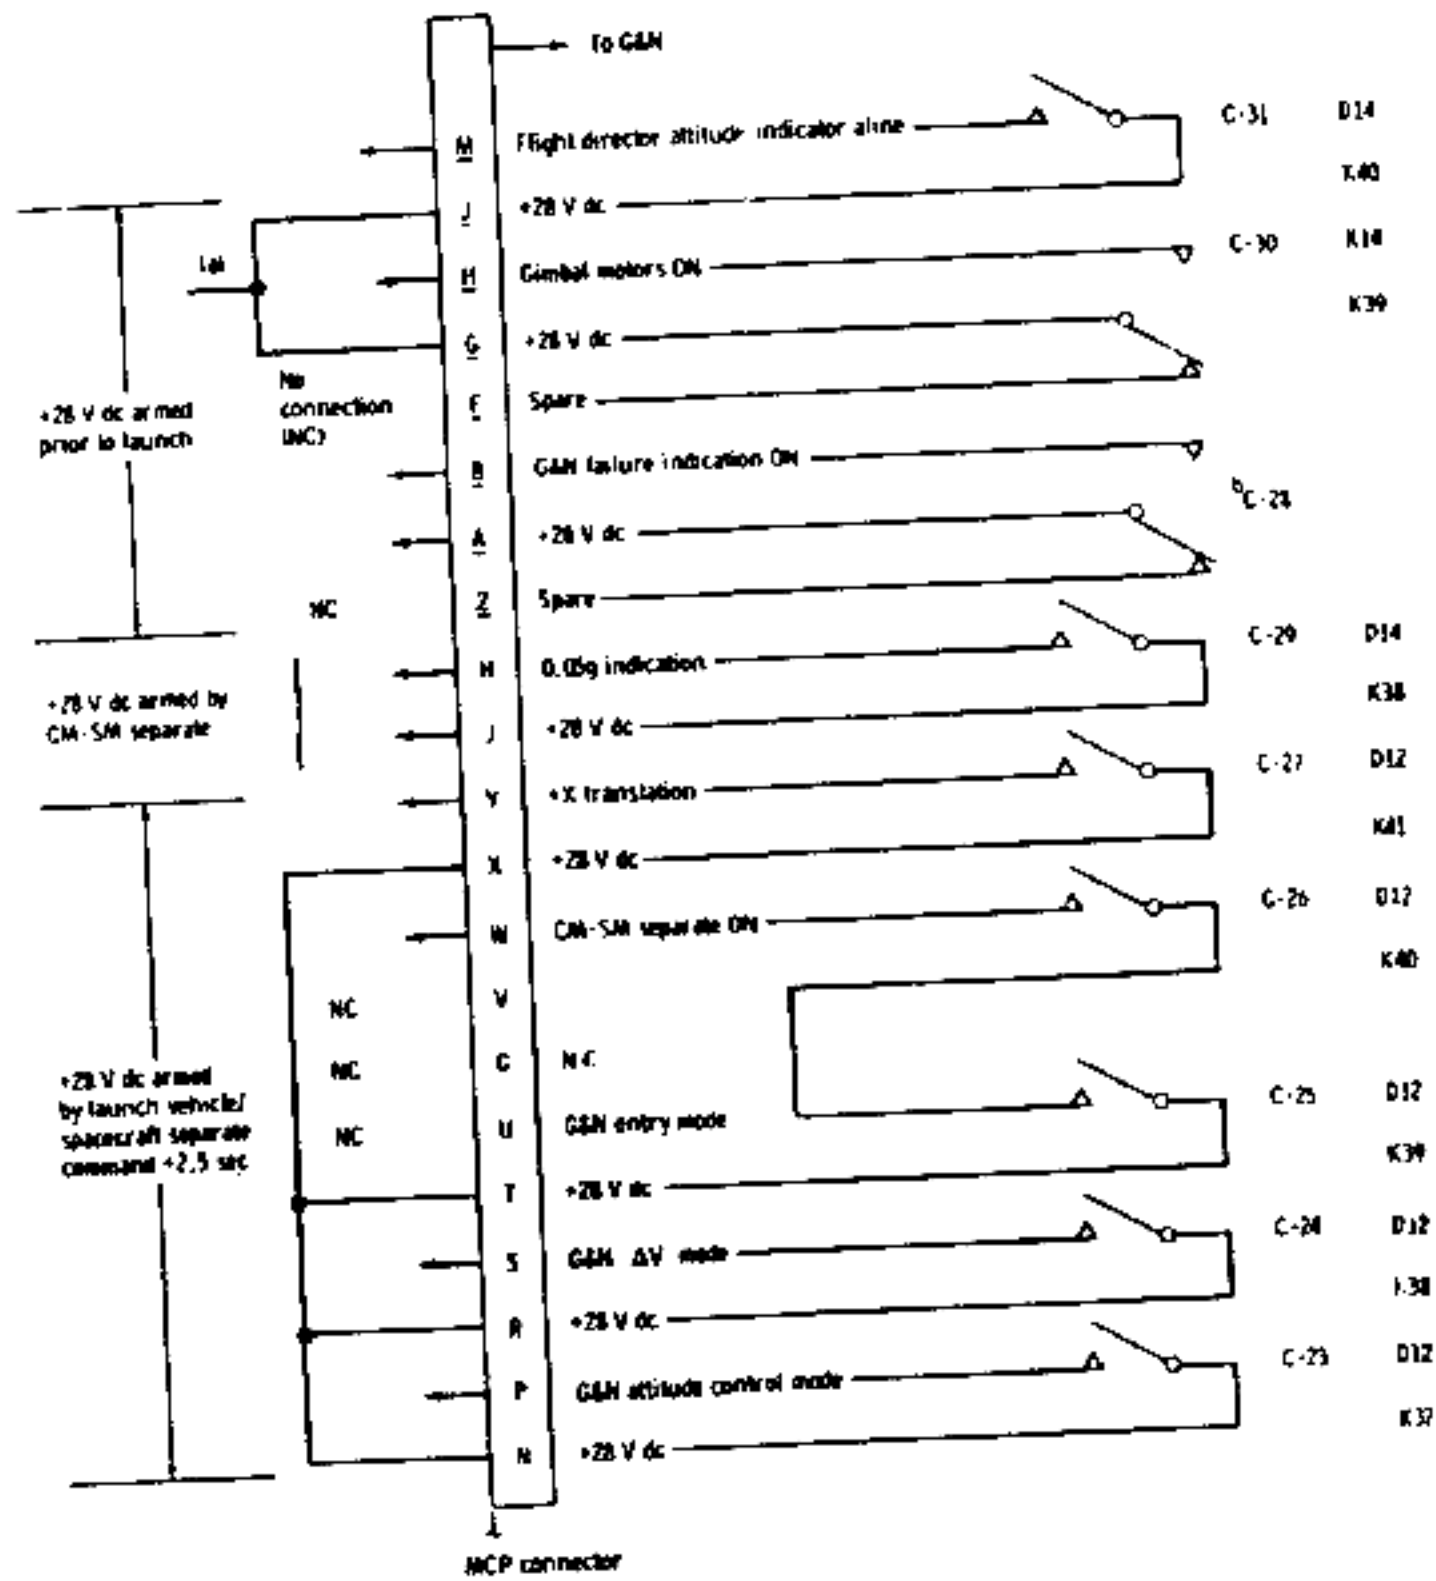 To G&N
M Flight director attitude indicator aline C-31 D14
K40
J +28 V dc
(a)
H Gimbal motors ON C-30 K14
K39
G +28 V dc
No
connection
(NC)
F Spare
+28 V dc armed
prior to launch
B G&N failure indication ON
b C-28
A +28 V dc
NC
Z Spare
H 0.05g indication C-29 D14
K38
+28 V dc armed by
CM-SM separate
J +28 V dc
Y +X translation C-27 D12
K41
X +28 V dc
W CM-SM separate ON C-26 D12
K40
NC V
NC G NC
+28 V dc armed
by launch vehicle/
spacecraft separate
command +2.5 sec
NC U G&N entry mode C-25 D12
K39
T +28 V dc
S G&N ΔV mode C-24 D12
K38
R +28 V dc
P G&N attitude control mode C-23 D12
K37
N +28 V dc
MCP connector